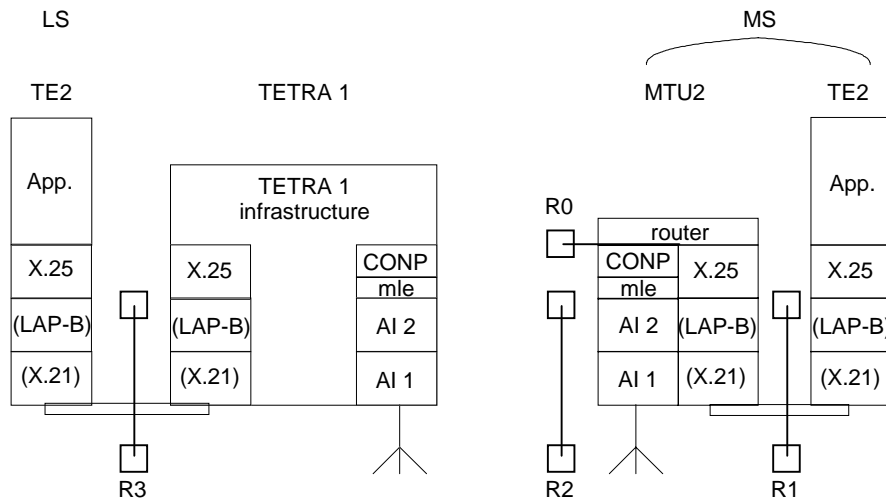 LS
MS
TE2
TETRA 1
MTU2
TE2
App.
TETRA 1
infrastructure
App.
R0
router
X.25
X.25
CONP
CONP
X.25
X.25
mle
mle
(LAP-B)
(LAP-B)
AI 2
AI 2
(LAP-B)
(LAP-B)
(X.21)
(X.21)
AI 1
AI 1
(X.21)
(X.21)
R3
R2
R1